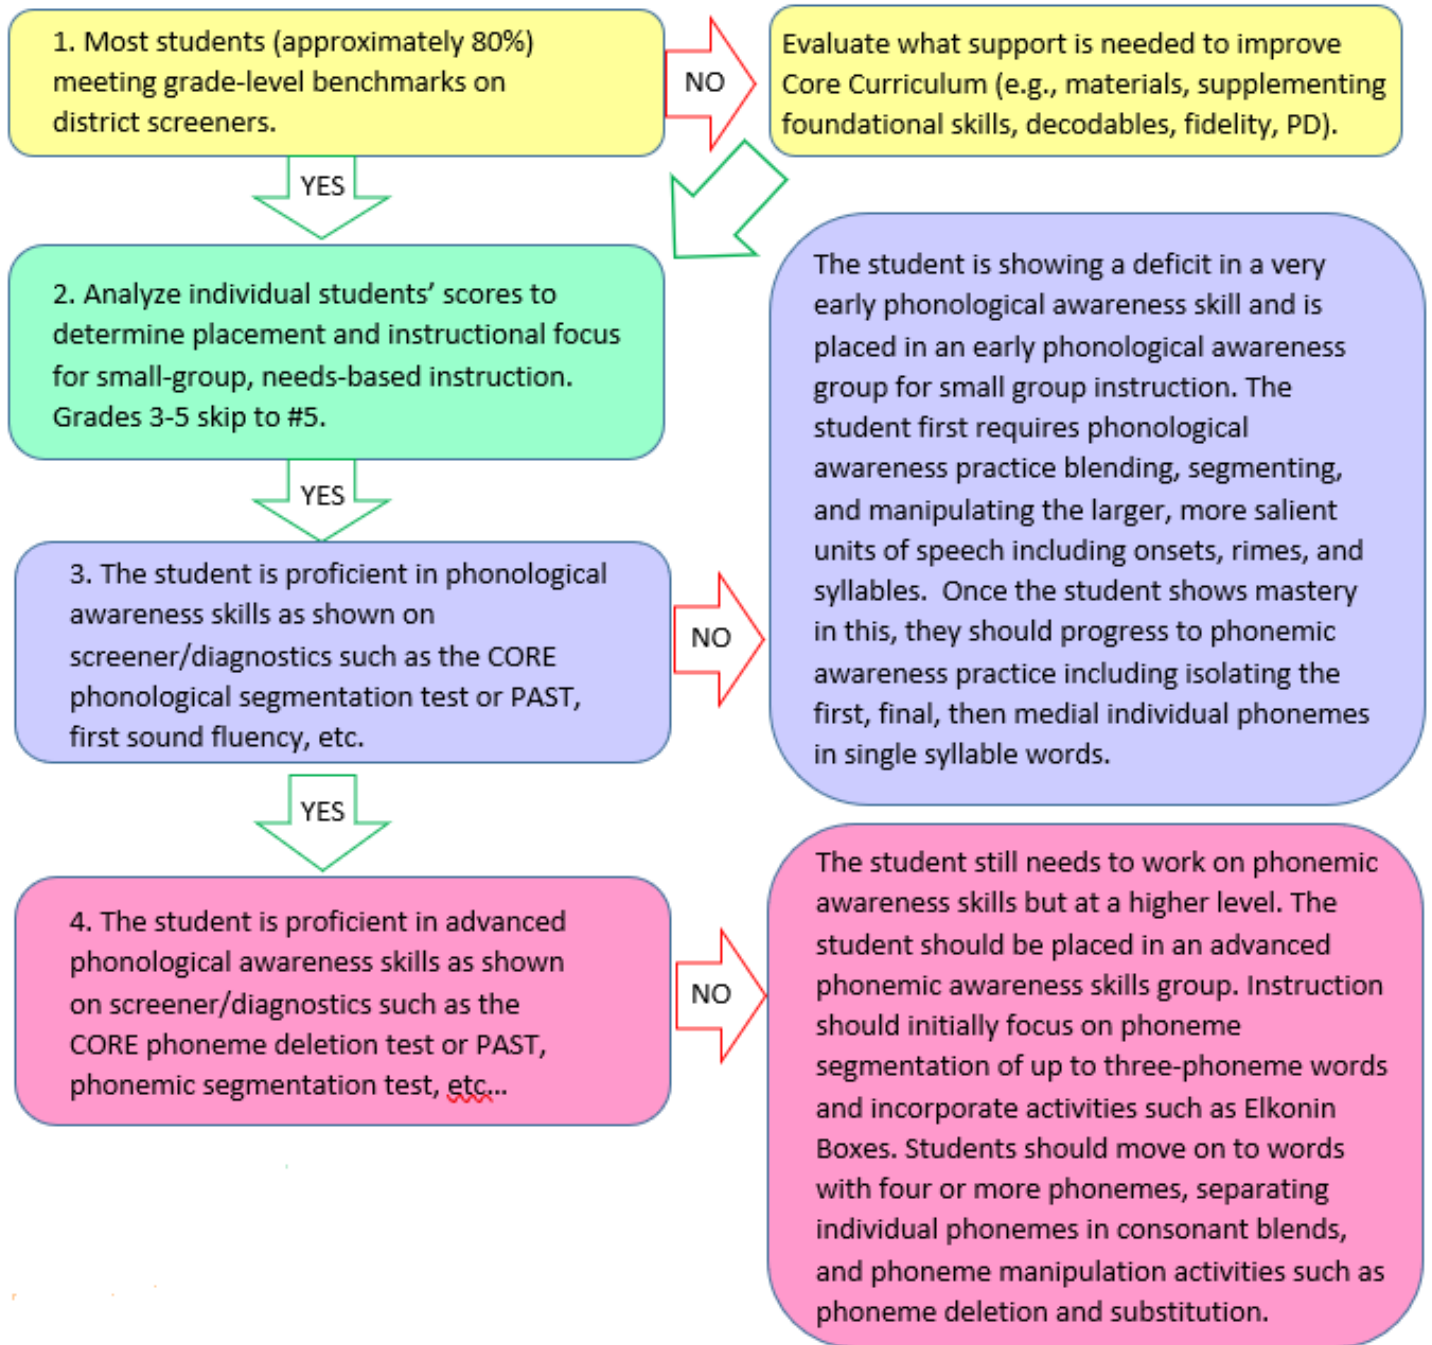 1. Most students (approximately 80%)
meeting grade-level benchmarks on
district screeners.
NO
Evaluate what support is needed to improve
Core Curriculum (e.g., materials, supplementing
foundational skills, decodables, fidelity, PD).
YES
2. Analyze individual students’ scores to
determine placement and instructional focus
for small-group, needs-based instruction.
Grades 3-5 skip to #5.
YES
3. The student is proficient in phonological
awareness skills as shown on
screener/diagnostics such as the CORE
phonological segmentation test or PAST,
first sound fluency, etc.
NO
The student is showing a deficit in a very
early phonological awareness skill and is
placed in an early phonological awareness
group for small group instruction. The
student first requires phonological
awareness practice blending, segmenting,
and manipulating the larger, more salient
units of speech including onsets, rimes, and
syllables.  Once the student shows mastery
in this, they should progress to phonemic
awareness practice including isolating the
first, final, then medial individual phonemes
in single syllable words.
YES
4. The student is proficient in advanced
phonological awareness skills as shown
on screener/diagnostics such as the
CORE phoneme deletion test or PAST,
phonemic segmentation test, etc…
NO
The student still needs to work on phonemic
awareness skills but at a higher level. The
student should be placed in an advanced
phonemic awareness skills group. Instruction
should initially focus on phoneme
segmentation of up to three-phoneme words
and incorporate activities such as Elkonin
Boxes. Students should move on to words
with four or more phonemes, separating
individual phonemes in consonant blends,
and phoneme manipulation activities such as
phoneme deletion and substitution.